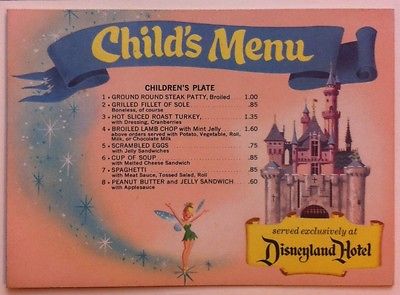 Child's Menu
CHILDREN'S PLATE
1 • GROUND ROUND STEAK PATTY, Broiled .... 1.00
2 • GRILLED FILLET OF SOLE .85
Boneless, of course
3 • HOT SLICED ROAST TURKEY, 1.35
with Dressing, Cranberries
4 • BROILED LAMB CHOP with Mint Jelly 1.60
above orders served with Potato, Vegetable, Roll,
Milk, or Chocolate Milk
5 • SCRAMBLED EGGS .75
with Jelly Sandwiches
6 • CUP OF SOUP .85
with Melted Cheese Sandwich
7 • SPAGHETTI .85
with Meat Sauce, Tossed Salad, Roll
8 • PEANUT BUTTER and JELLY SANDWICH .60
with Applesauce
served exclusively at
Disneyland Hotel